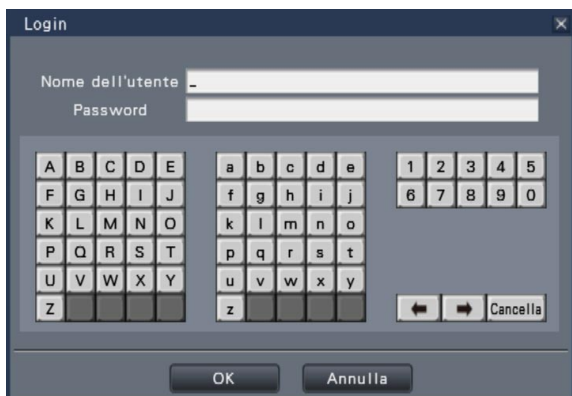 Login
Nome dell'utente
Password
A B C D E a b c d e 1 2 3 4 5
F G H I J f g h i j 6 7 8 9 0
K L M N O k l m n o
P Q R S T p q r s t
U V W X Y u v w x y
Z z Cancella
OK Annulla